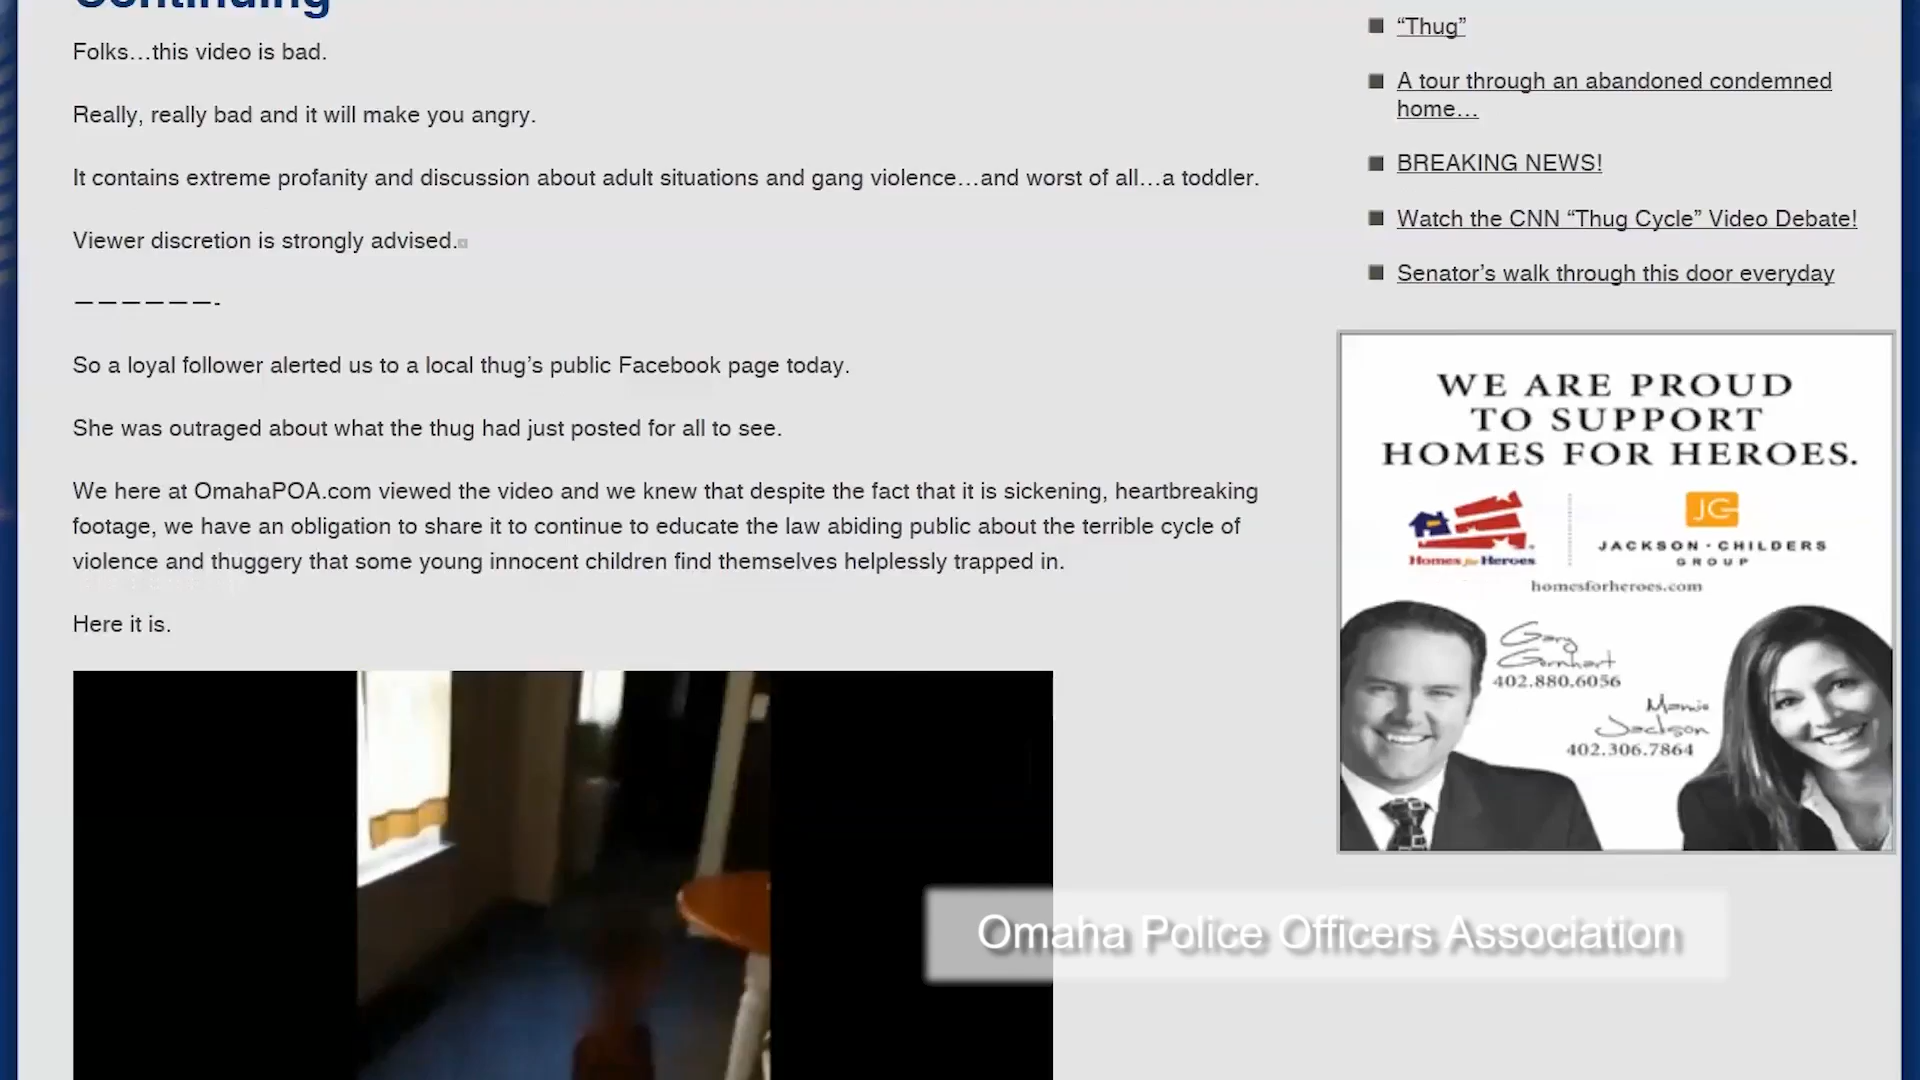 Continuing
Folks…this video is bad.
Really, really bad and it will make you angry.
It contains extreme profanity and discussion about adult situations and gang violence…and worst of all…a toddler.
Viewer discretion is strongly advised.
——————-
So a loyal follower alerted us to a local thug’s public Facebook page today.
She was outraged about what the thug had just posted for all to see.
We here at OmahaPOA.com viewed the video and we knew that despite the fact that it is sickening, heartbreaking
footage, we have an obligation to share it to continue to educate the law abiding public about the terrible cycle of
violence and thuggery that some young innocent children find themselves helplessly trapped in.
Here it is.
“Thug”
A tour through an abandoned condemned
home…
BREAKING NEWS!
Watch the CNN “Thug Cycle” Video Debate!
Senator’s walk through this door everyday
WE ARE PROUD
TO SUPPORT
HOMES FOR HEROES.
Homes for Heroes
JG
JACKSON·CHILDERS
GROUP
homesforheroes.com
Gary
Gernhart
402.880.6056
Mamie
Jackson
402.306.7864
Omaha Police Officers Association